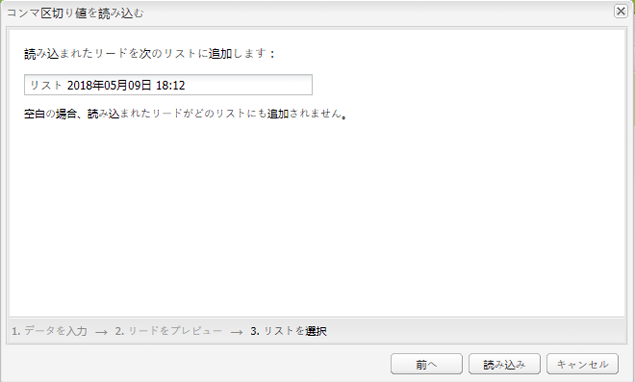 コンマ区切り値を読み込む
読み込まれたリードを次のリストに追加します：
リスト 2018年05月09日 18:12
空白の場合、読み込まれたリードがどのリストにも追加されません。
1. データを入力 → 2. リードをプレビュー → 3. リストを選択
前へ 読み込み キャンセル